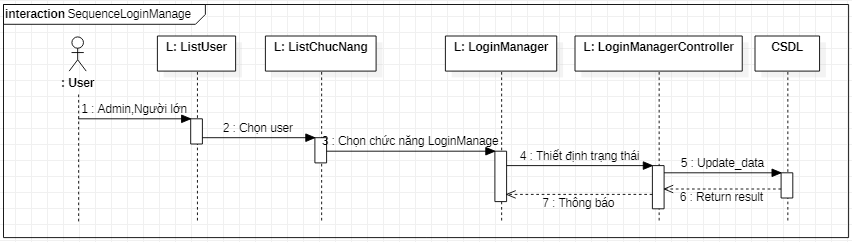 interaction SequenceLoginManage
L: ListUser
L: ListChucNang
L: LoginManager
L: LoginManagerController
CSDL
: User
1 : Admin,Người lớn
2 : Chọn user
3 : Chọn chức năng LoginManage
4 : Thiết định trạng thái
5 : Update_data
6 : Return result
7 : Thông báo